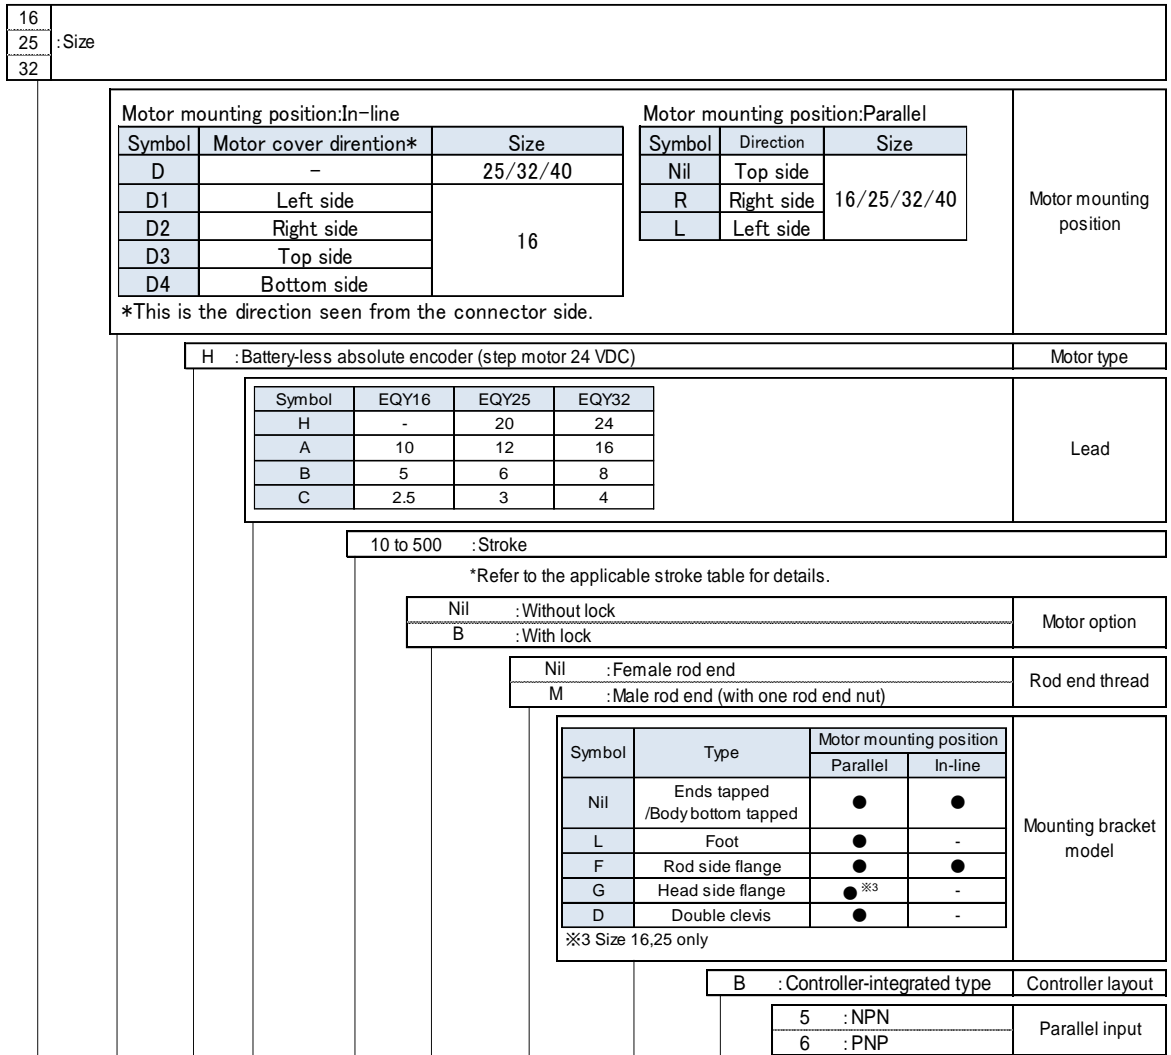 16
25 :Size
32
Motor mounting position:In-line
Symbol Motor cover dirention* Size
D - 25/32/40
D1 Left side
D2 Right side
D3 Top side
D4 Bottom side
16
*This is the direction seen from the connector side.
Motor mounting position:Parallel
Symbol Direction Size
Nil Top side
R Right side 16/25/32/40
L Left side
Motor mounting
position
H :Battery-less absolute encoder (step motor 24 VDC) Motor type
Symbol EQY16 EQY25 EQY32
H - 20 24
A 10 12 16
B 5 6 8
C 2.5 3 4
Lead
10 to 500 :Stroke
*Refer to the applicable stroke table for details.
Nil :Without lock
B :With lock
Motor option
Nil :Female rod end
M :Male rod end (with one rod end nut)
Rod end thread
Symbol Type Motor mounting position
Parallel In-line
Nil Ends tapped
/Body bottom tapped ● ●
L Foot ● -
F Rod side flange ● ●
G Head side flange ●※3 -
D Double clevis ● -
※3 Size 16,25 only
Mounting bracket
model
B :Controller-integrated type Controller layout
5 :NPN
6 :PNP
Parallel input